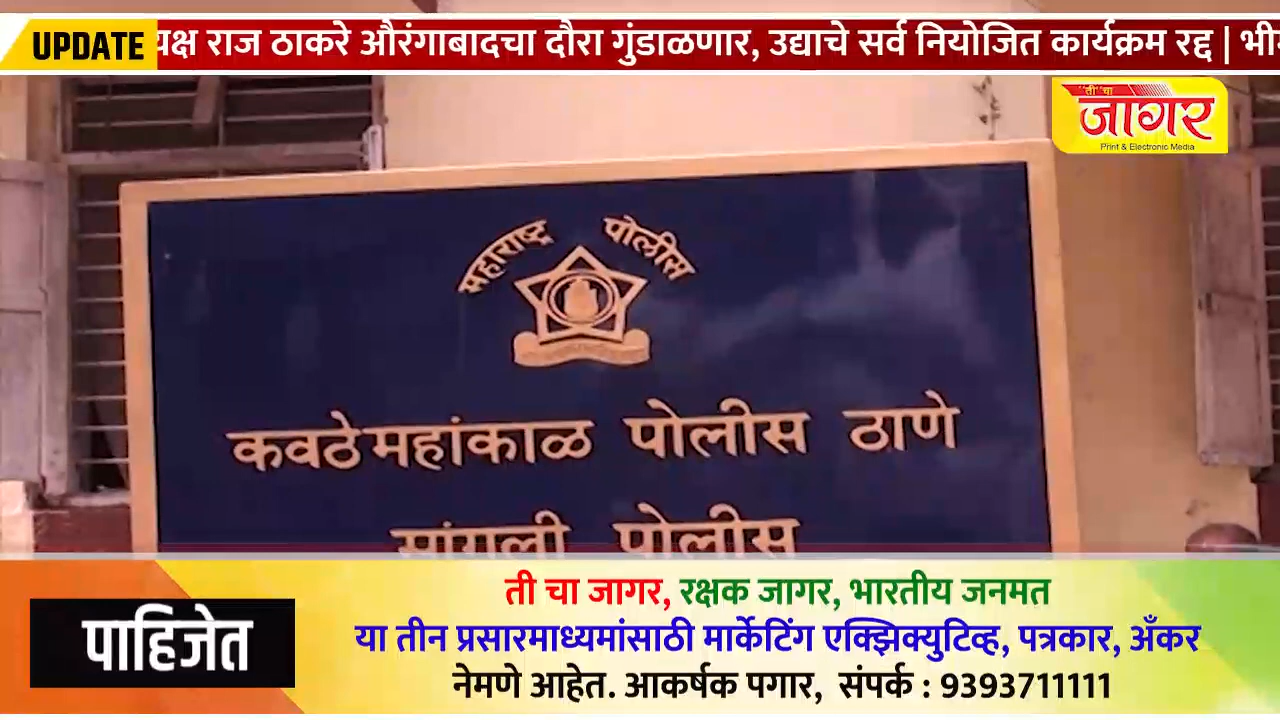 UPDATE
यक्ष राज ठाकरे औरंगाबादचा दौरा गुंडाळणार, उद्याचे सर्व नियोजित कार्यक्रम रद्द | भीम
"ती" चा
जागर
Print & Electronic Media
महाराष्ट्र पोलीस
कवठेमहांकाळ पोलीस ठाणे
सांगली पोलीस
ती चा जागर, रक्षक जागर, भारतीय जनमत
पाहिजेत
या तीन प्रसारमाध्यमांसाठी मार्केटिंग एक्झिक्युटिव्ह, पत्रकार, अँकर
नेमणे आहेत. आकर्षक पगार, संपर्क : 9393711111